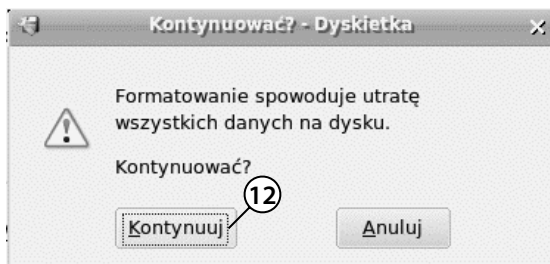 Kontynuować? - Dyskietka
Formatowanie spowoduje utratę
wszystkich danych na dysku.
Kontynuować?
12
Kontynuuj
Anuluj